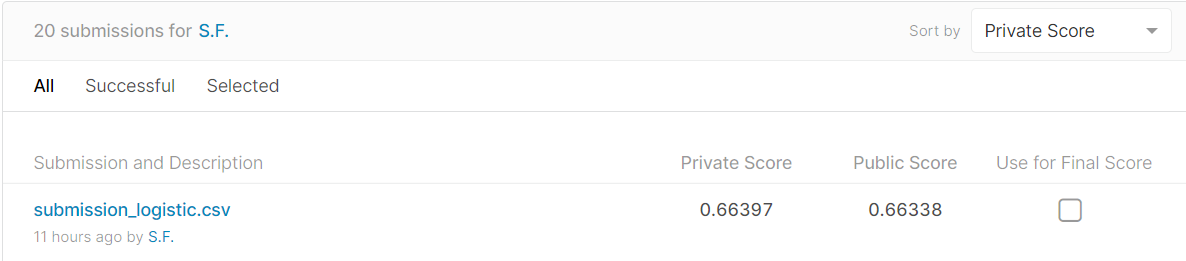 20 submissions for S.F.
Sort by Private Score
All Successful Selected
Submission and Description Private Score Public Score Use for Final Score
submission_logistic.csv 0.66397 0.66338
11 hours ago by S.F.